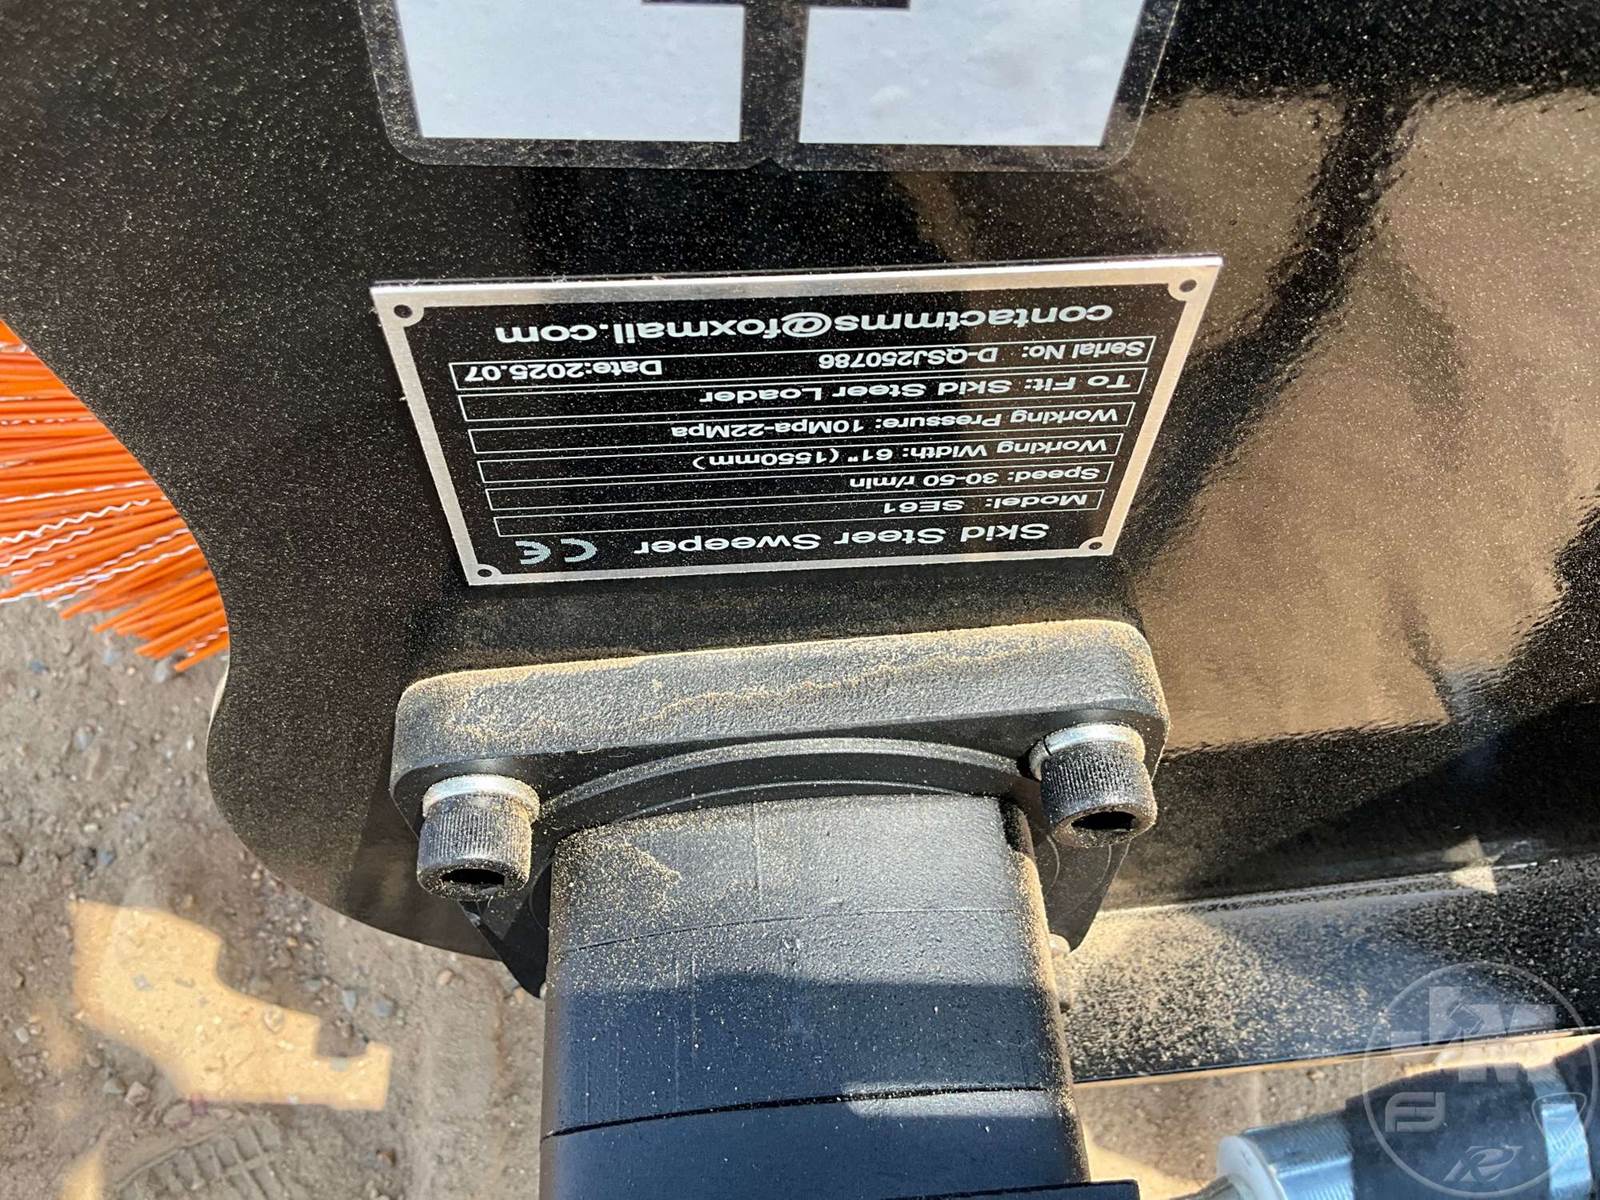 Skid Steer Sweeper CE
Model: SE61
Speed: 30-50 r/min
Working Width: 61" (1550mm)
Working Pressure: 10Mpa-22Mpa
To Fit: Skid Steer Loader
Serial No: D-QSJ250786 Date:2025.07
contactmms@foxmail.com